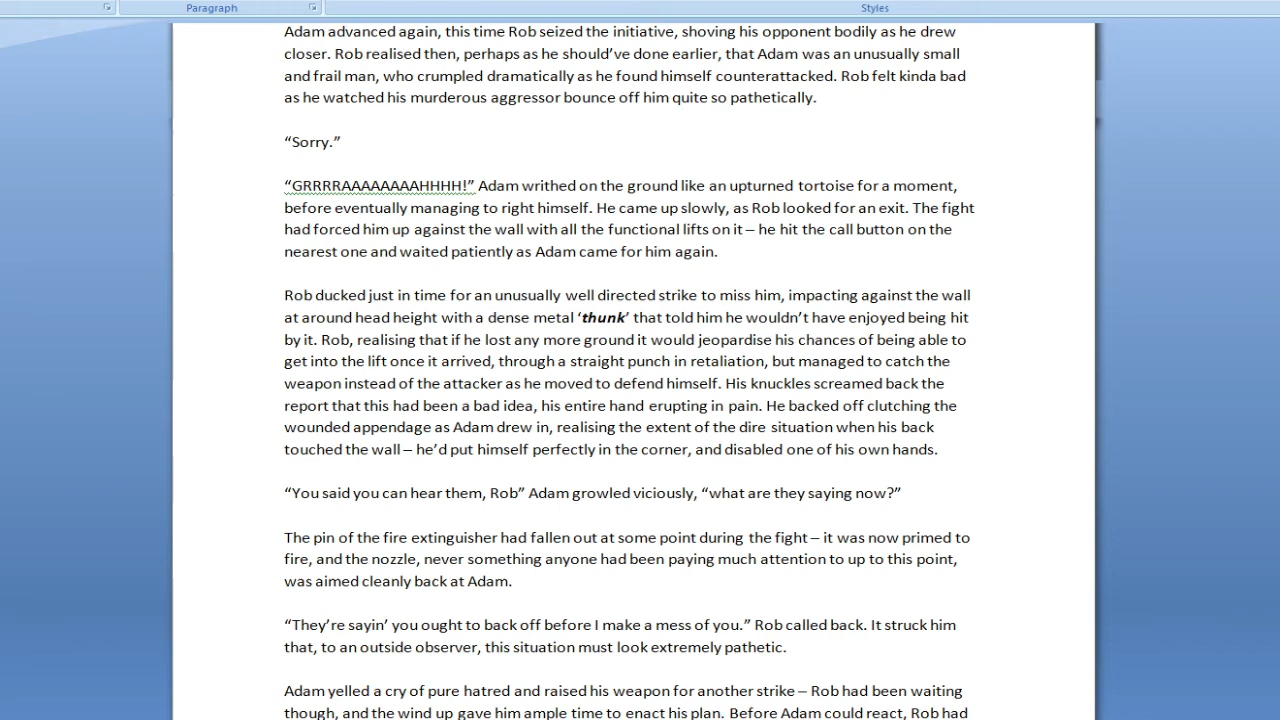 Paragraph
Styles
Adam advanced again, this time Rob seized the initiative, shoving his opponent bodily as he drew
closer. Rob realised then, perhaps as he should’ve done earlier, that Adam was an unusually small
and frail man, who crumpled dramatically as he found himself counterattacked. Rob felt kinda bad
as he watched his murderous aggressor bounce off him quite so pathetically.
“Sorry.”
“GRRRRAAAAAAAAHHHH!” Adam writhed on the ground like an upturned tortoise for a moment,
before eventually managing to right himself. He came up slowly, as Rob looked for an exit. The fight
had forced him up against the wall with all the functional lifts on it – he hit the call button on the
nearest one and waited patiently as Adam came for him again.
Rob ducked just in time for an unusually well directed strike to miss him, impacting against the wall
at around head height with a dense metal ‘thunk’ that told him he wouldn’t have enjoyed being hit
by it. Rob, realising that if he lost any more ground it would jeopardise his chances of being able to
get into the lift once it arrived, through a straight punch in retaliation, but managed to catch the
weapon instead of the attacker as he moved to defend himself. His knuckles screamed back the
report that this had been a bad idea, his entire hand erupting in pain. He backed off clutching the
wounded appendage as Adam drew in, realising the extent of the dire situation when his back
touched the wall – he’d put himself perfectly in the corner, and disabled one of his own hands.
“You said you can hear them, Rob” Adam growled viciously, “what are they saying now?”
The pin of the fire extinguisher had fallen out at some point during the fight – it was now primed to
fire, and the nozzle, never something anyone had been paying much attention to up to this point,
was aimed cleanly back at Adam.
“They’re sayin’ you ought to back off before I make a mess of you.” Rob called back. It struck him
that, to an outside observer, this situation must look extremely pathetic.
Adam yelled a cry of pure hatred and raised his weapon for another strike – Rob had been waiting
though, and the wind up gave him ample time to enact his plan. Before Adam could react, Rob had